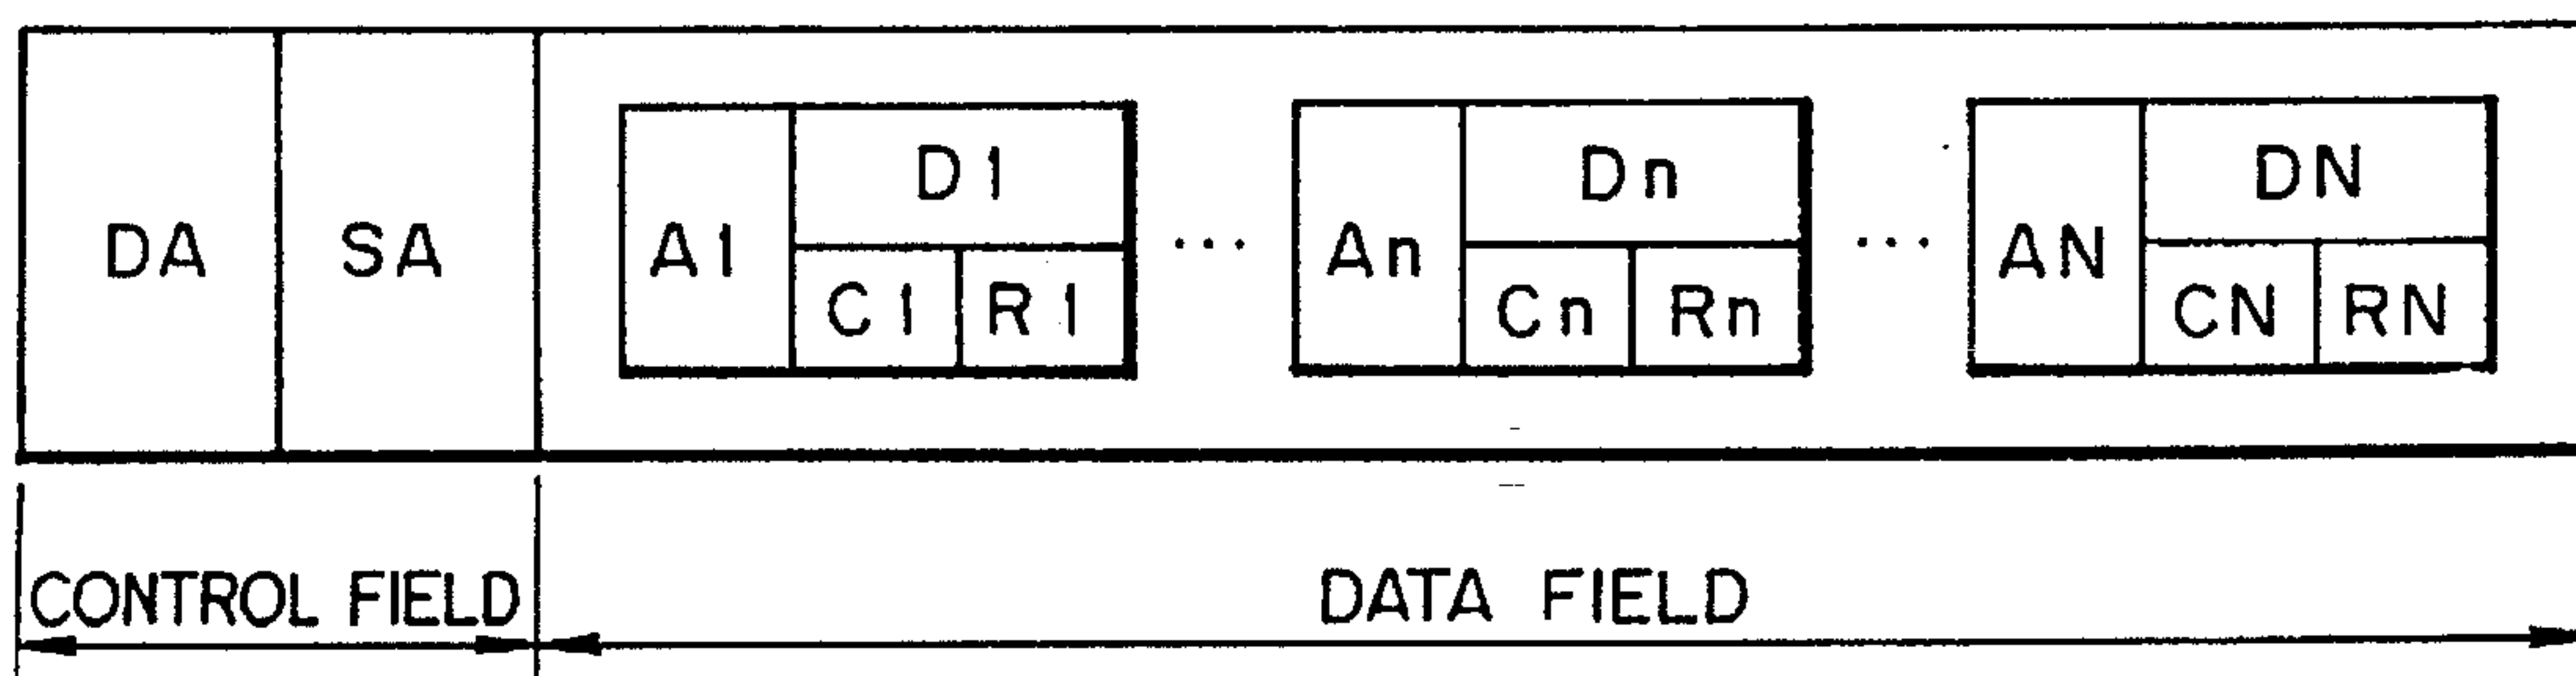 D1 Dn DN
DA SA A1 ... An ... AN
C1 R1 Cn Rn CN RN
CONTROL FIELD DATA FIELD